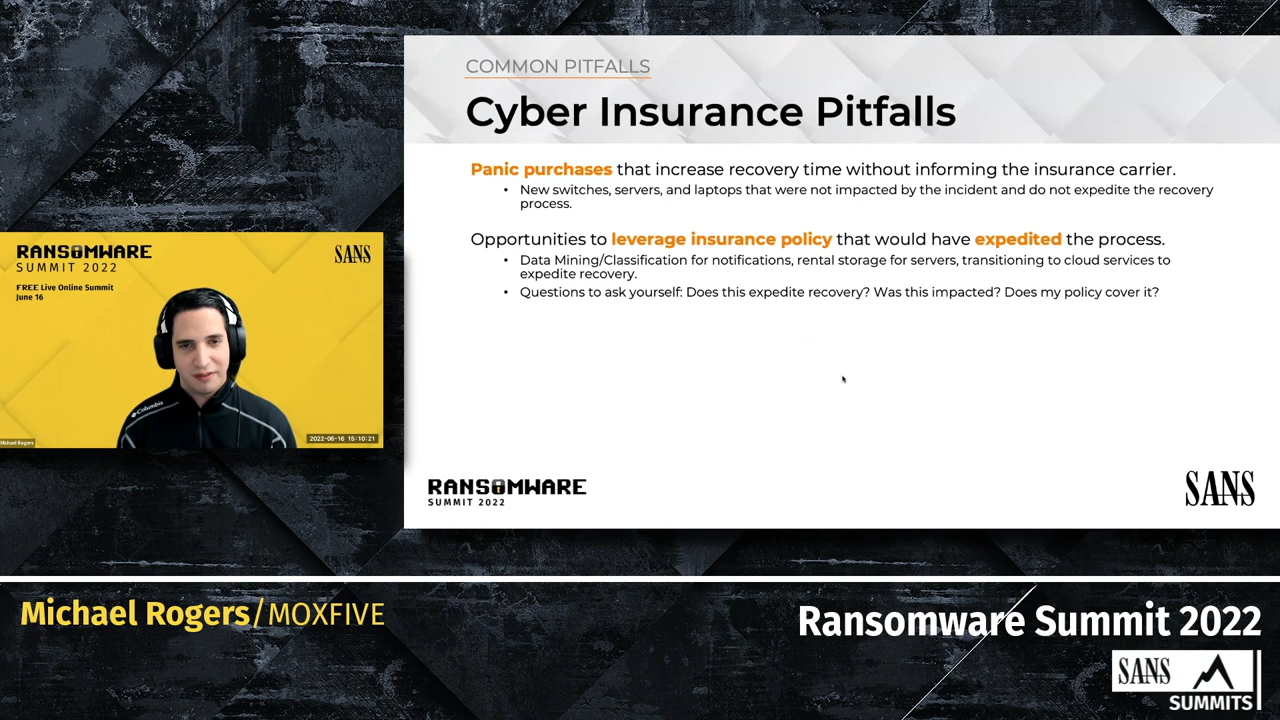 COMMON PITFALLS
Cyber Insurance Pitfalls
Panic purchases that increase recovery time without informing the insurance carrier.
• New switches, servers, and laptops that were not impacted by the incident and do not expedite the recovery
process.
Opportunities to leverage insurance policy that would have expedited the process.
• Data Mining/Classification for notifications, rental storage for servers, transitioning to cloud services to
expedite recovery.
• Questions to ask yourself: Does this expedite recovery? Was this impacted? Does my policy cover it?
RANSOMWARE
SUMMIT 2022
SANS
RANSOMWARE
SUMMIT 2022
SANS
FREE Live Online Summit
June 16
Columbia
Michael Rogers
2022-06-16 15:10:21
Michael Rogers/MOXFIVE
Ransomware Summit 2022
SANS
SUMMITS